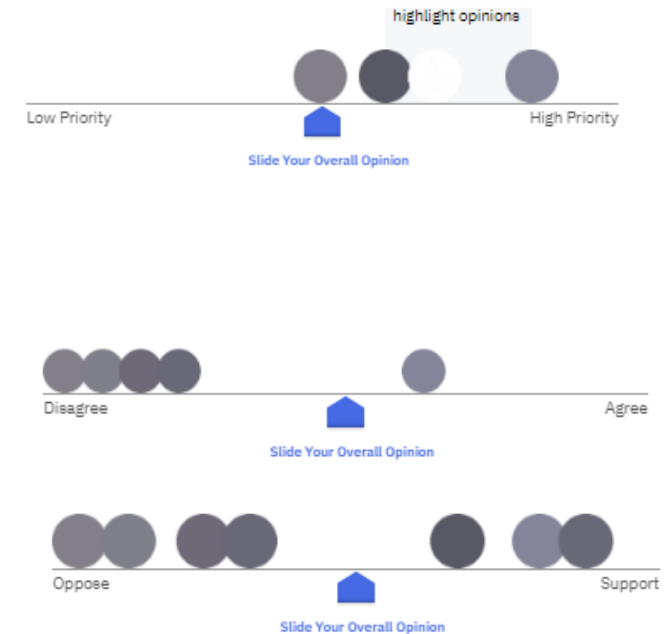 highlight opinions
Low Priority
High Priority
Slide Your Overall Opinion
Disagree
Agree
Slide Your Overall Opinion
Oppose
Support
Slide Your Overall Opinion